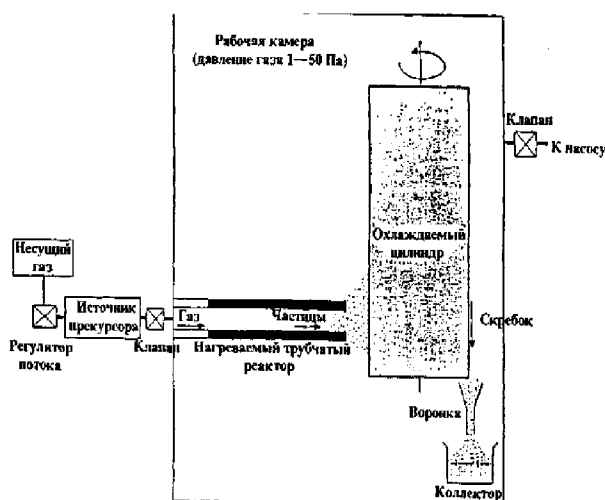 Рабочая камера
(давление газа 1—50 Па)
Клапан
К насосу
Охлаждаемый
цилиндр
Несущий
газ
Источник
прекурсора
Газ
Частицы
Скребок
Регулятор
потока
Клапан
Нагреваемый трубчатый
реактор
Воронка
Коллектор